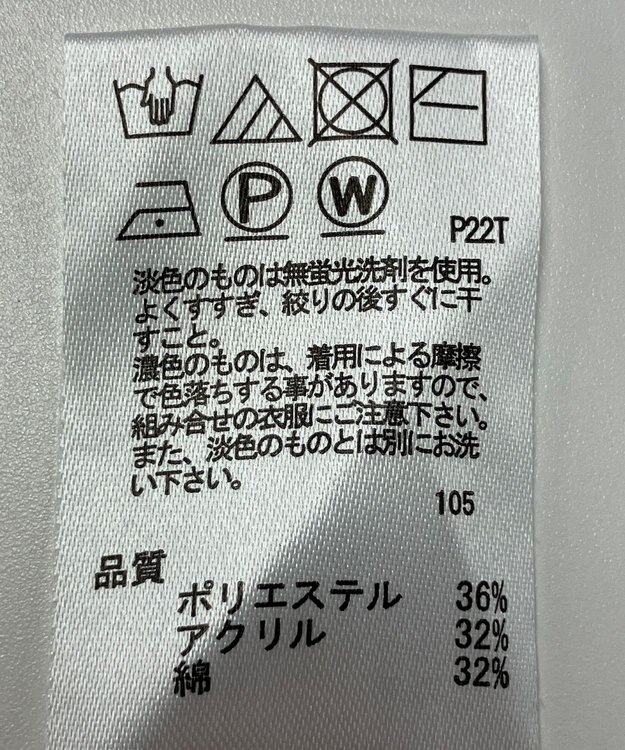 P
W
P22T
淡色のものは無蛍光洗剤を使用。
よくすすぎ、絞りの後すぐに干
すこと。
濃色のものは、着用による摩擦
で色落ちする事がありますので、
組み合せの衣服にご注意下さい。
また、淡色のものとは別にお洗
い下さい。
105
品質
ポリエステル 36%
アクリル 32%
綿 32%